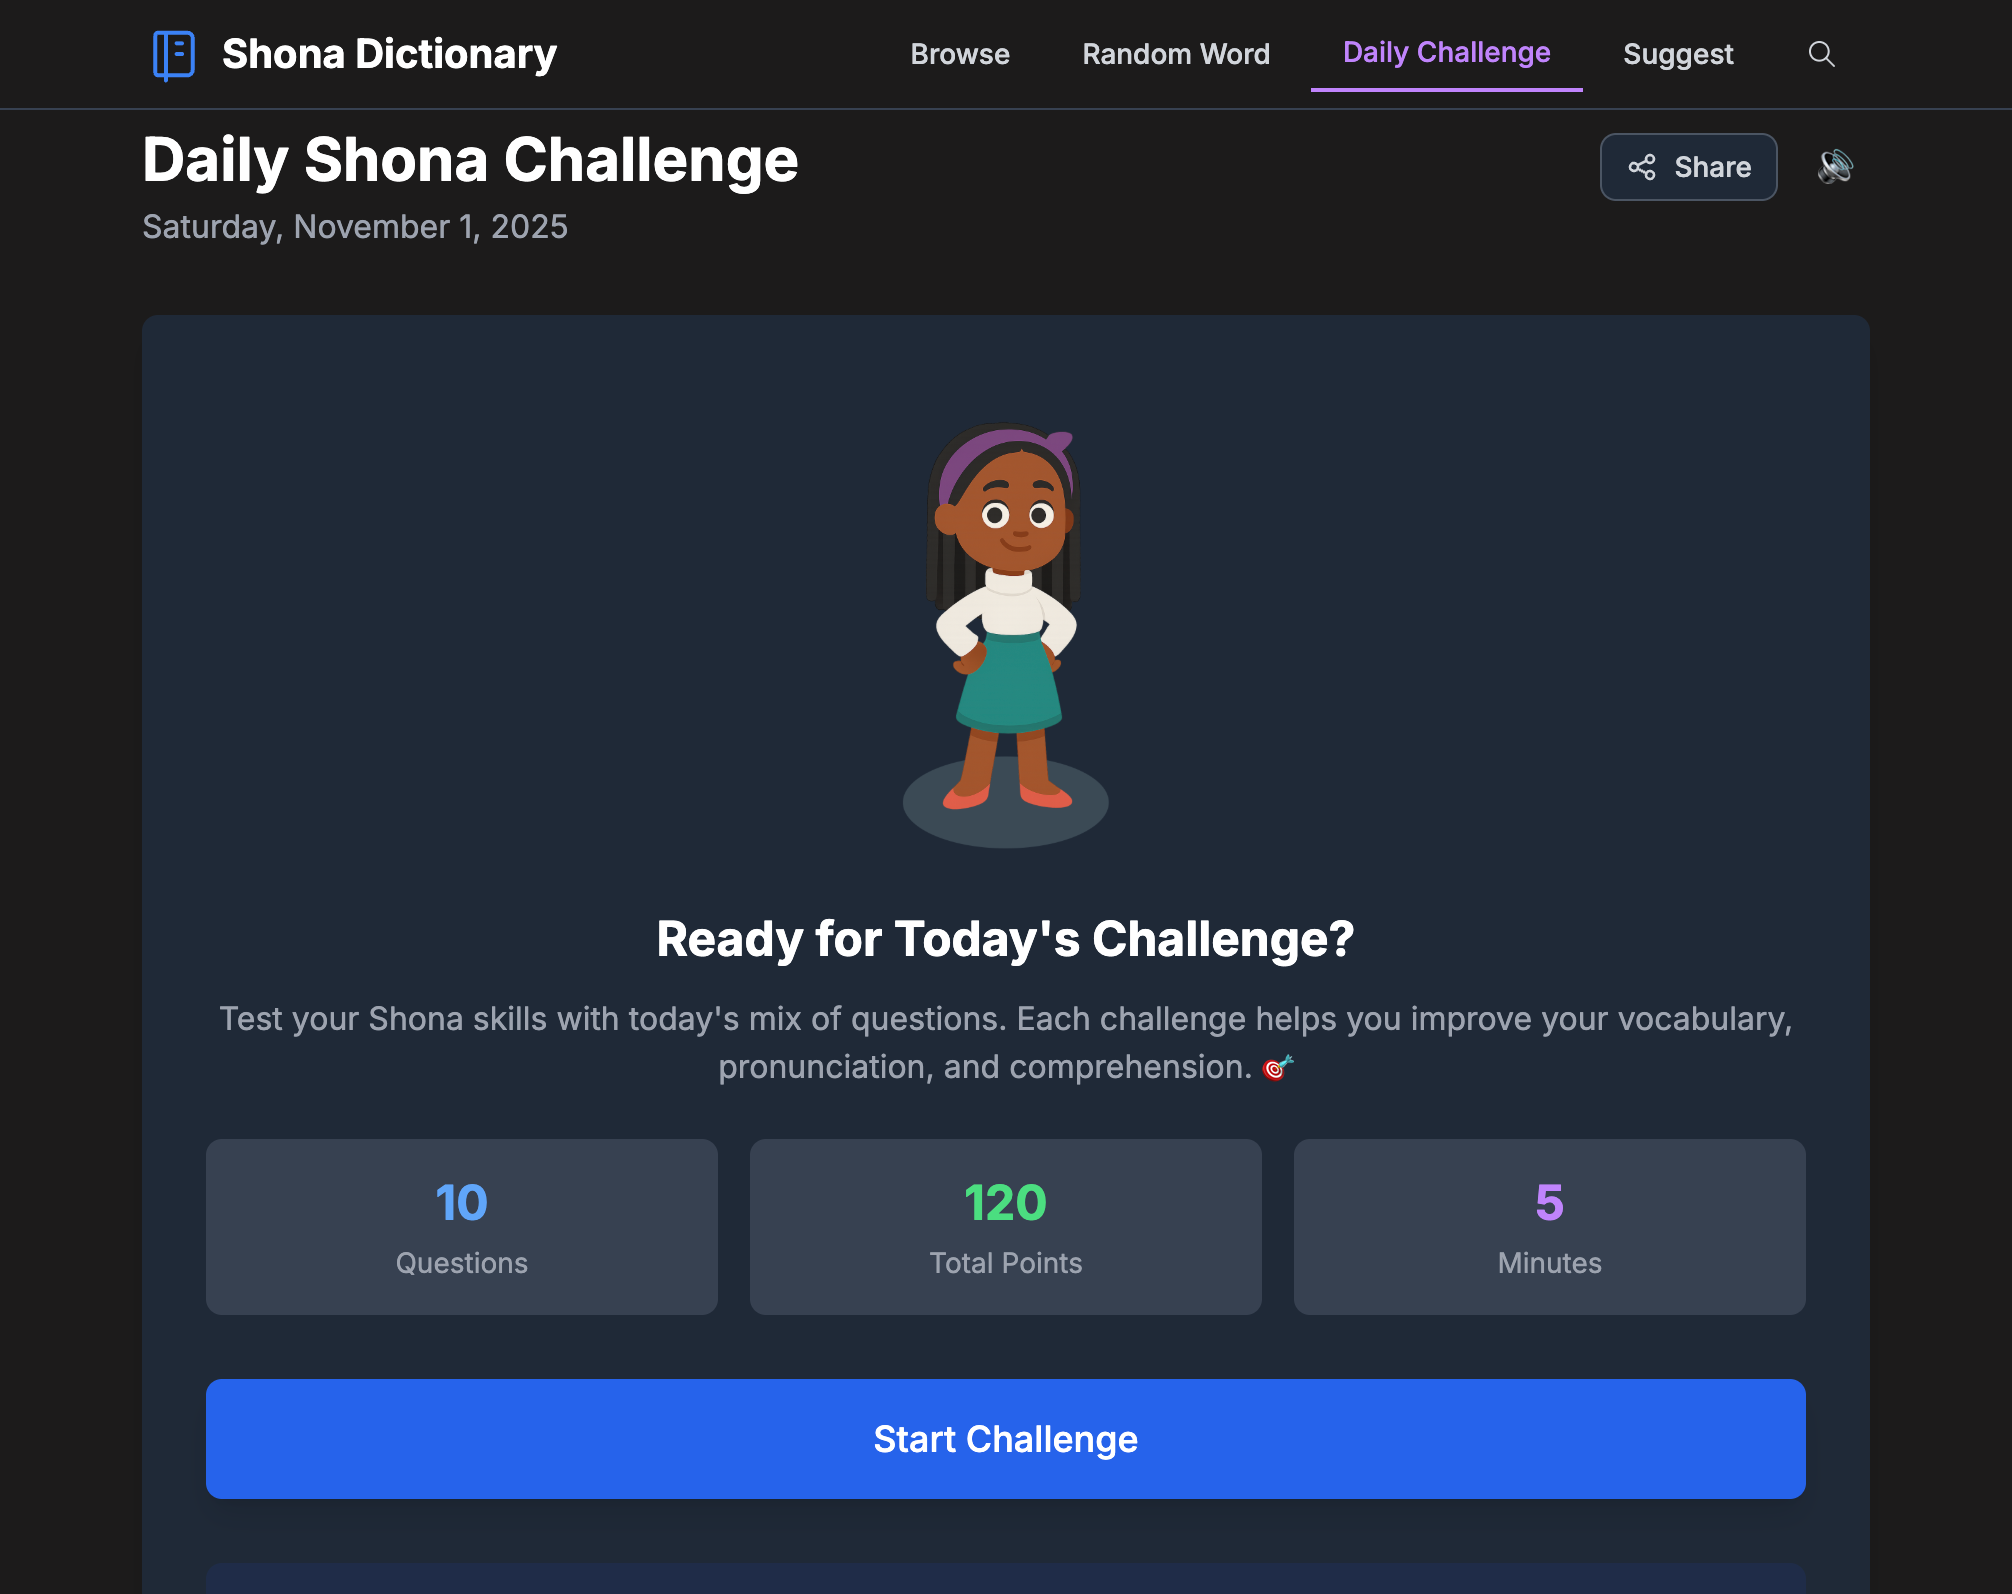 Shona Dictionary
Browse
Random Word
Daily Challenge
Suggest
Daily Shona Challenge
Share
Saturday, November 1, 2025
Ready for Today's Challenge?
Test your Shona skills with today's mix of questions. Each challenge helps you improve your vocabulary,
pronunciation, and comprehension. 🎯
10
Questions
120
Total Points
5
Minutes
Start Challenge